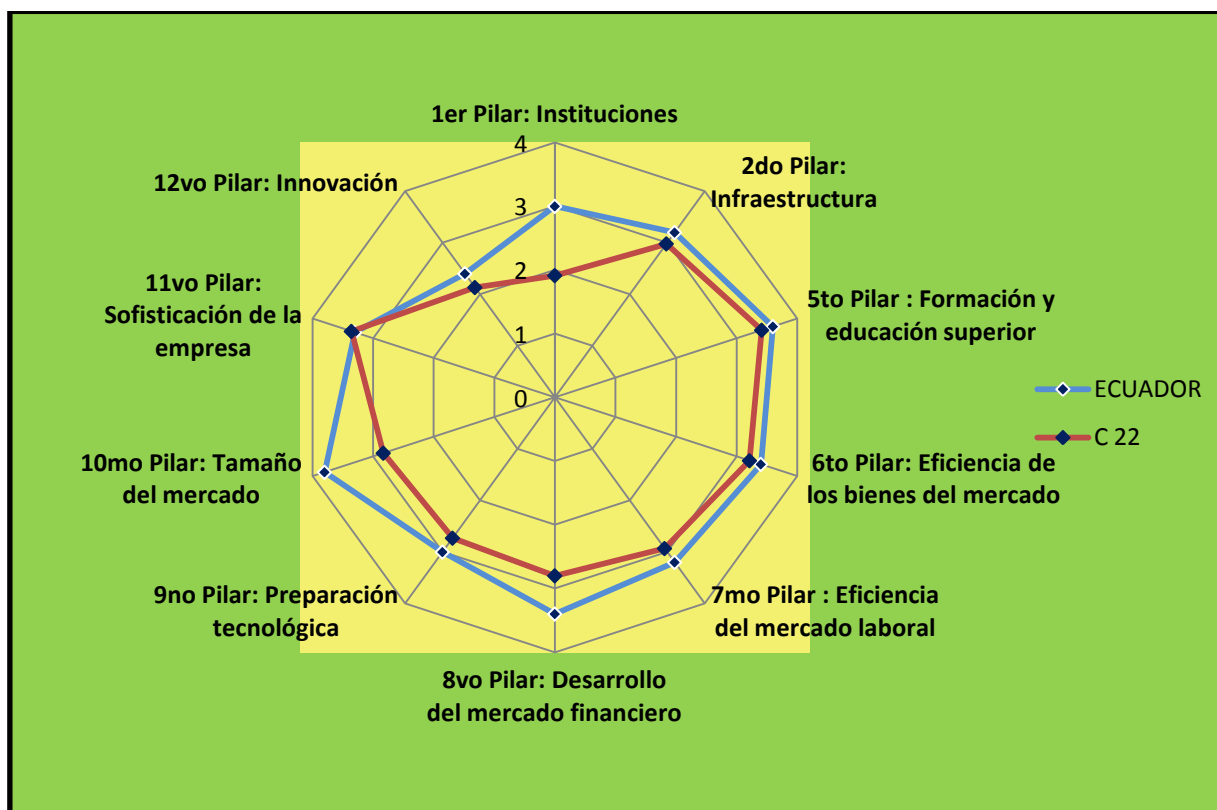 1er Pilar: Instituciones
2do Pilar:
Infraestructura
5to Pilar : Formación y
educación superior
6to Pilar: Eficiencia de
los bienes del mercado
7mo Pilar : Eficiencia
del mercado laboral
8vo Pilar: Desarrollo
del mercado financiero
9no Pilar: Preparación
tecnológica
10mo Pilar: Tamaño
del mercado
11vo Pilar:
Sofisticación de la
empresa
12vo Pilar: Innovación
4
3
2
1
0
ECUADOR
C 22